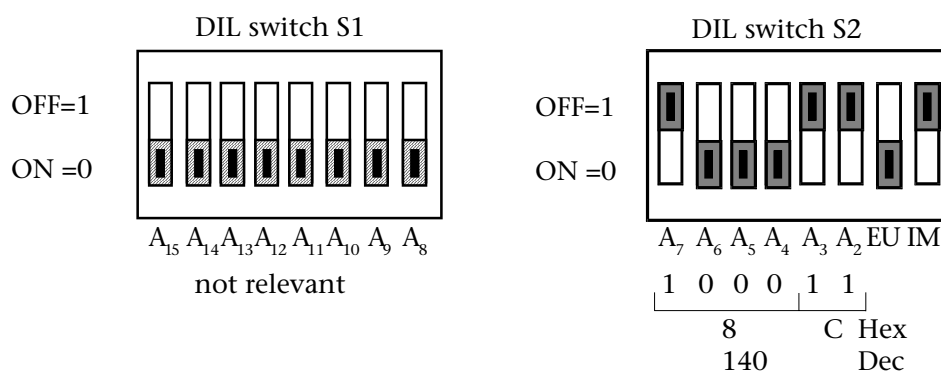 DIL switch S1
OFF=1
ON =0
A15 A14 A13 A12 A11 A10 A9 A8
not relevant
DIL switch S2
OFF=1
ON =0
A7 A6 A5 A4 A3 A2 EU IM
1 0 0 0 1 1
8 C Hex
140 Dec